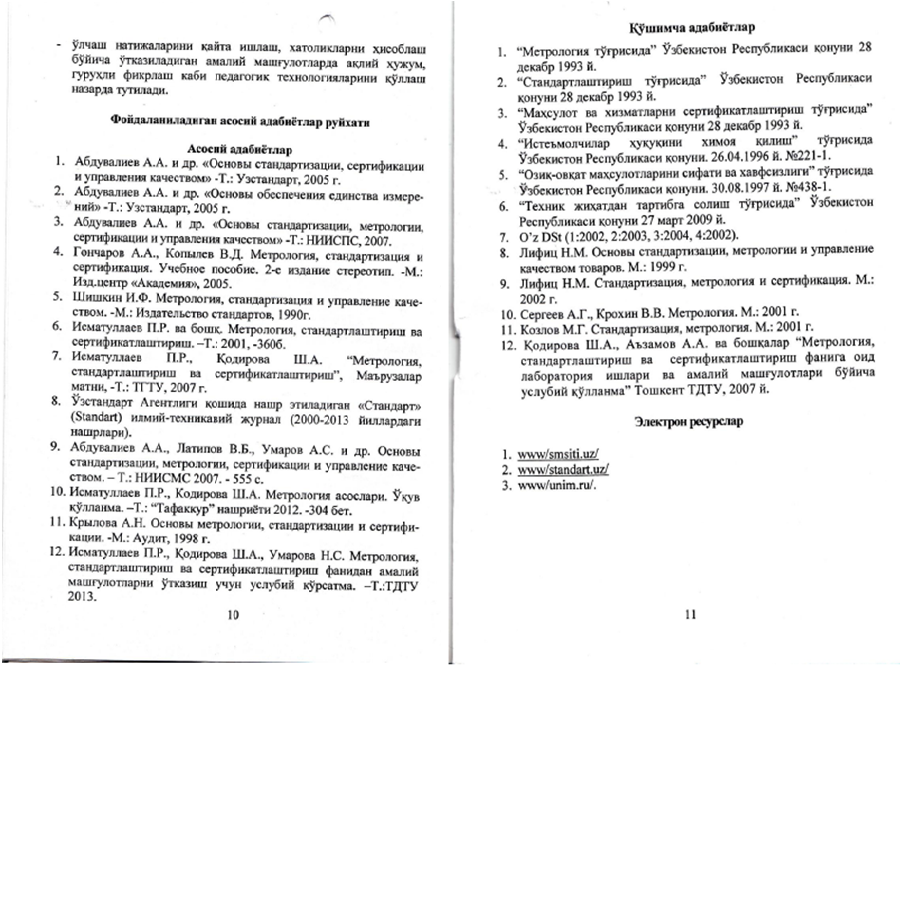 - ўлчаш натижаларини қайта ишлаш, хатоликларни ҳисоблаш
бўйича ўтказиладиган амалий машғулотларда ақлий ҳужум,
гуруҳли фикрлаш каби педагогик технологияларини қўллаш
назарда тутилади.
Фойдаланиладиган асосий адабиётлар руйхати
Асосий адабиётлар
1. Абдувалиев А.А. и др. «Основы стандартизации, сертификации
и управления качеством» -Т.: Узстандарт, 2005 г.
2. Абдувалиев А.А. и др. «Основы обеспечения единства измере-
ний» -Т.: Узстандарт, 2005 г.
3. Абдувалиев А.А. и др. «Основы стандартизации, метрологии,
сертификации и управления качеством» -Т.: НИИСПС, 2007.
4. Гончаров А.А., Копылев В.Д. Метрология, стандартизация и
сертификация. Учебное пособие. 2-е издание стереотип. -М.:
Изд.центр «Академия», 2005.
5. Шишкин И.Ф. Метрология, стандартизация и управление каче-
ством. -М.: Издательство стандартов, 1990г.
6. Исматуллаев П.Р. ва бошқ. Метрология, стандартлаштириш ва
сертификатлаштириш. –Т.: 2001, -360б.
7. Исматуллаев П.Р., Қодирова Ш.А. “Метрология,
стандартлаштириш ва сертификатлаштириш”, Маърузалар
матни, -Т.: ТГТУ, 2007 г.
8. Ўзстандарт Агентлиги қошида нашр этиладиган «Стандарт»
(Standart) илмий-техникавий журнал (2000-2013 йиллардаги
нашрлари).
9. Абдувалиев А.А., Латипов В.Б., Умаров А.С. и др. Основы
стандартизации, метрологии, сертификации и управление каче-
ством. – Т.: НИИСМС 2007. - 555 с.
10. Исматуллаев П.Р., Кодирова Ш.А. Метрология асослари. Ўқув
қўлланма. –Т.: “Тафаккур” нашриёти 2012. -304 бет.
11. Крылова А.Н. Основы метрологии, стандартизации и сертифи-
кации. -М.: Аудит, 1998 г.
12. Исматуллаев П.Р., Қодирова Ш.А., Умарова Н.С. Метрология,
стандартлаштириш ва сертификатлаштириш фанидан амалий
машғулотларни ўтказиш учун услубий кўрсатма. –Т.:ТДТУ
2013.
10
Қўшимча адабиётлар
1. “Метрология тўғрисида” Ўзбекистон Республикаси қонуни 28
декабр 1993 й.
2. “Стандартлаштириш тўғрисида” Ўзбекистон Республикаси
қонуни 28 декабр 1993 й.
3. “Маҳсулот ва хизматларни сертификатлаштириш тўғрисида”
Ўзбекистон Республикаси қонуни 28 декабр 1993 й.
4. “Истеъмолчилар ҳуқуқини химоя қилиш” тўғрисида
Ўзбекистон Республикаси қонуни. 26.04.1996 й. №221-1.
5. “Озиқ-овқат маҳсулотларини сифати ва хавфсизлиги” тўғрисида
Ўзбекистон Республикаси қонуни. 30.08.1997 й. №438-1.
6. “Техник жиҳатдан тартибга солиш тўғрисида” Ўзбекистон
Республикаси қонуни 27 март 2009 й.
7. O’z DSt (1:2002, 2:2003, 3:2004, 4:2002).
8. Лифиц Н.М. Основы стандартизации, метрологии и управление
качеством товаров. М.: 1999 г.
9. Лифиц Н.М. Стандартизация, метрология и сертификация. М.:
2002 г.
10. Сергеев А.Г., Крохин В.В. Метрология. М.: 2001 г.
11. Козлов М.Г. Стандартизация, метрология. М.: 2001 г.
12. Қодирова Ш.А., Аъзамов А.А. ва бошқалар “Метрология,
стандартлаштириш ва сертификатлаштириш фанига оид
лаборатория ишлари ва амалий машғулотлари бўйича
услубий қўлланма” Тошкент ТДТУ, 2007 й.
Электрон ресурслар
1. www/smsiti.uz/
2. www/standart.uz/
3. www/unim.ru/.
11